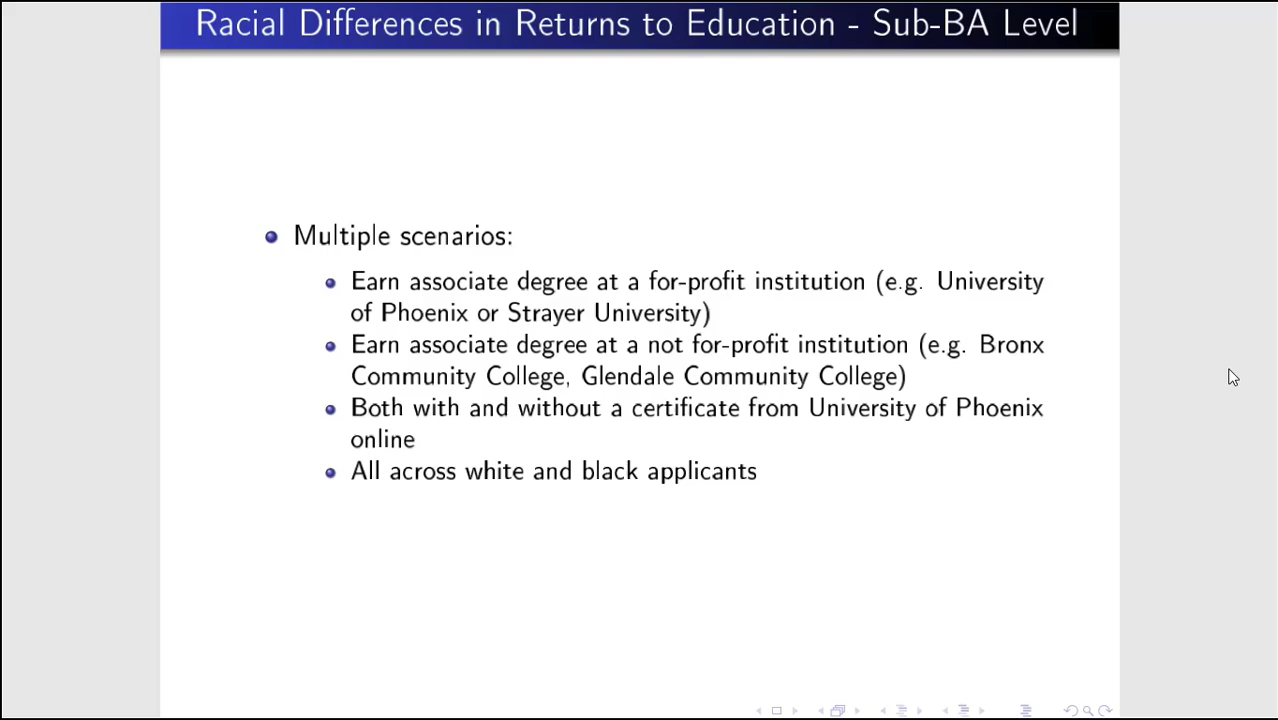 Racial Differences in Returns to Education - Sub-BA Level
Multiple scenarios:
Earn associate degree at a for-profit institution (e.g. University
of Phoenix or Strayer University)
Earn associate degree at a not for-profit institution (e.g. Bronx
Community College, Glendale Community College)
Both with and without a certificate from University of Phoenix
online
All across white and black applicants